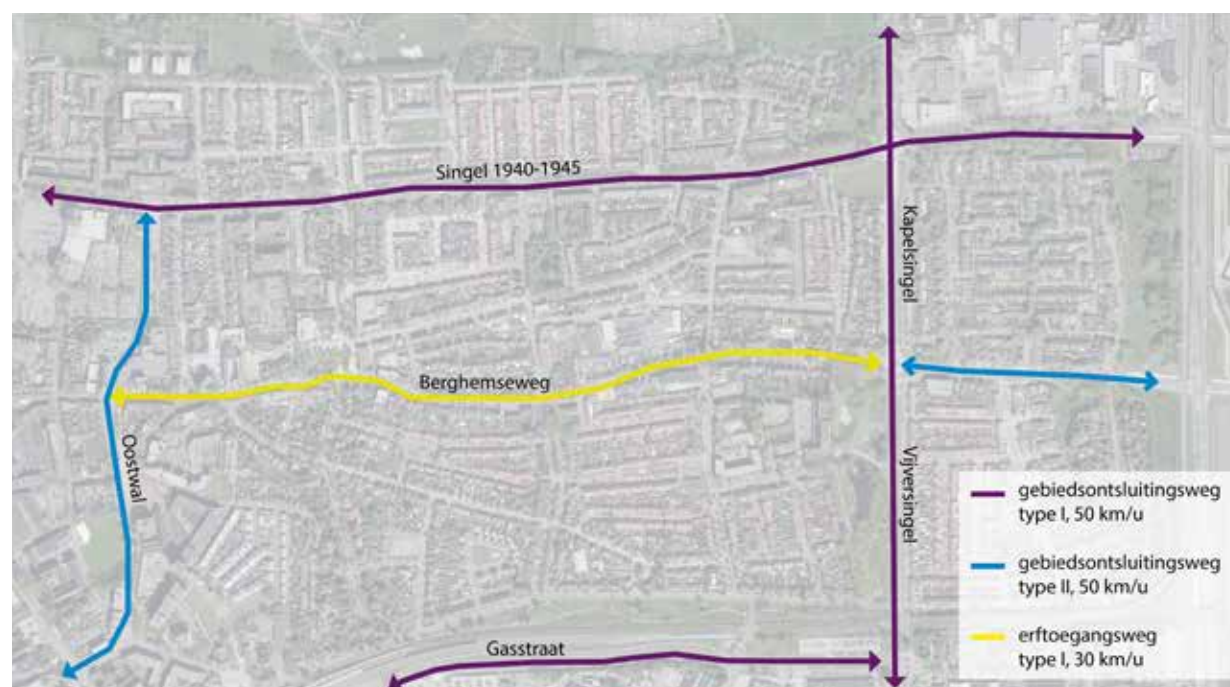 Singel 1940-1945
Kapelsingel
Berghemseweg
Oostwal
Vijversingel
gebiedsontsluitingsweg
type I, 50 km/u
gebiedsontsluitingsweg
type II, 50 km/u
erftoegangsweg
type I, 30 km/u
Gasstraat